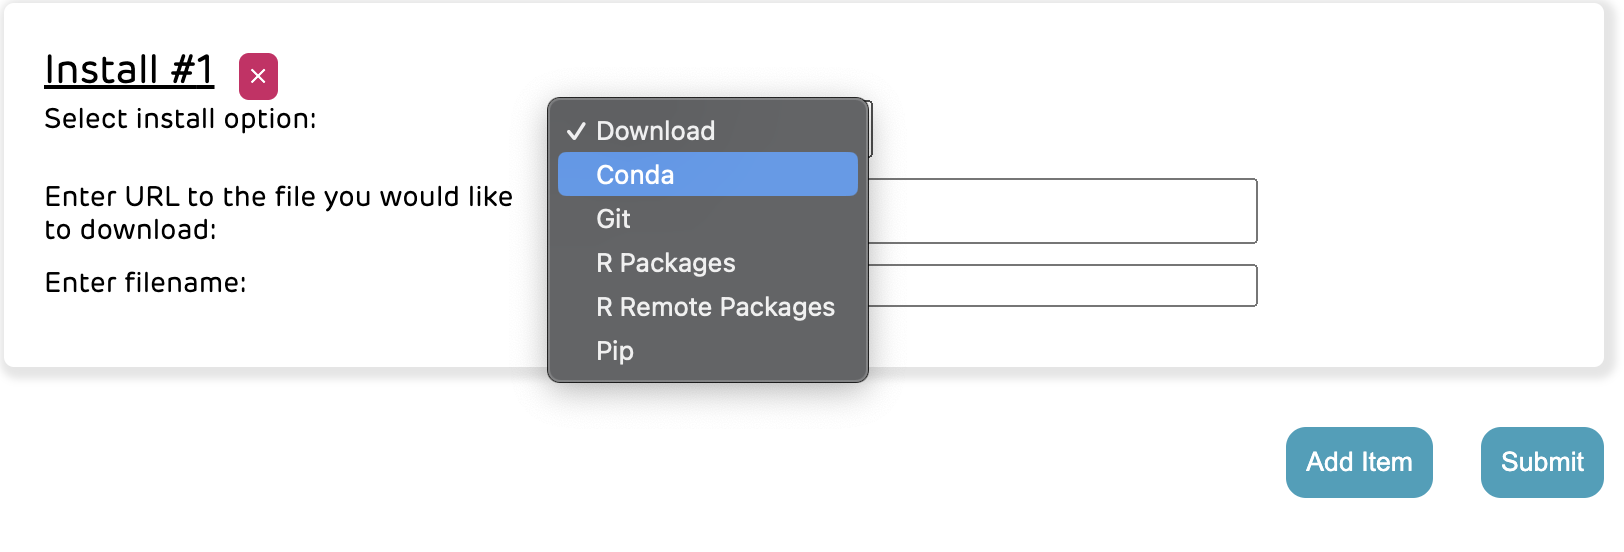 Install #1
Select install option:
✓ Download
Conda
Git
R Packages
R Remote Packages
Pip
Enter URL to the file you would like
to download:
Enter filename:
Add Item
Submit